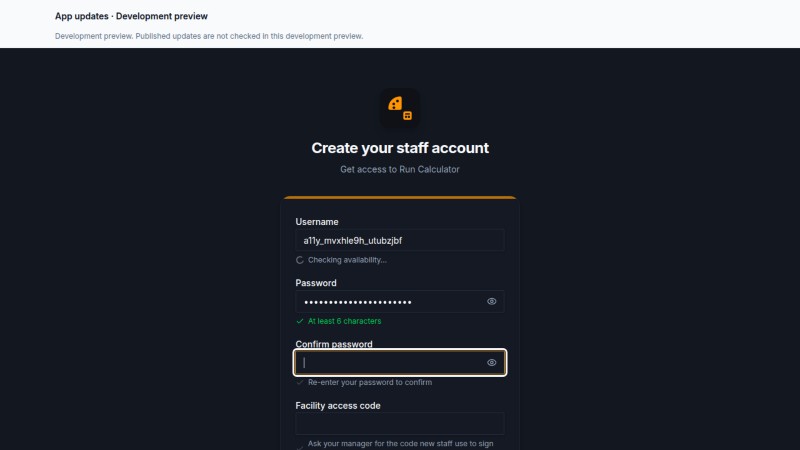 App updates · Development preview
Development preview. Published updates are not checked in this development preview.
Create your staff account
Get access to Run Calculator
Username
a11y_mvxhle9h_utubzjbf
Checking availability...
Password
••••••••••••••••••••••
At least 6 characters
Confirm password
Re-enter your password to confirm
Facility access code
Ask your manager for the code new staff use to sign